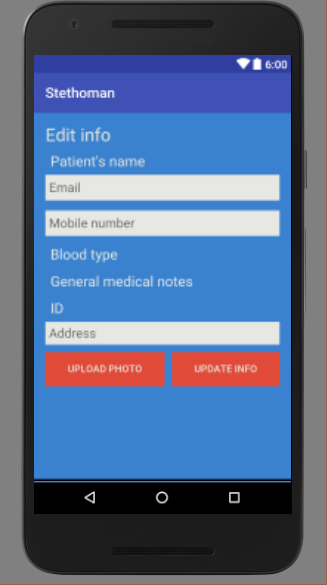 6:00
Stethoman
Edit info
Patient's name
Email
Mobile number
Blood type
General medical notes
ID
Address
UPLOAD PHOTO UPDATE INFO